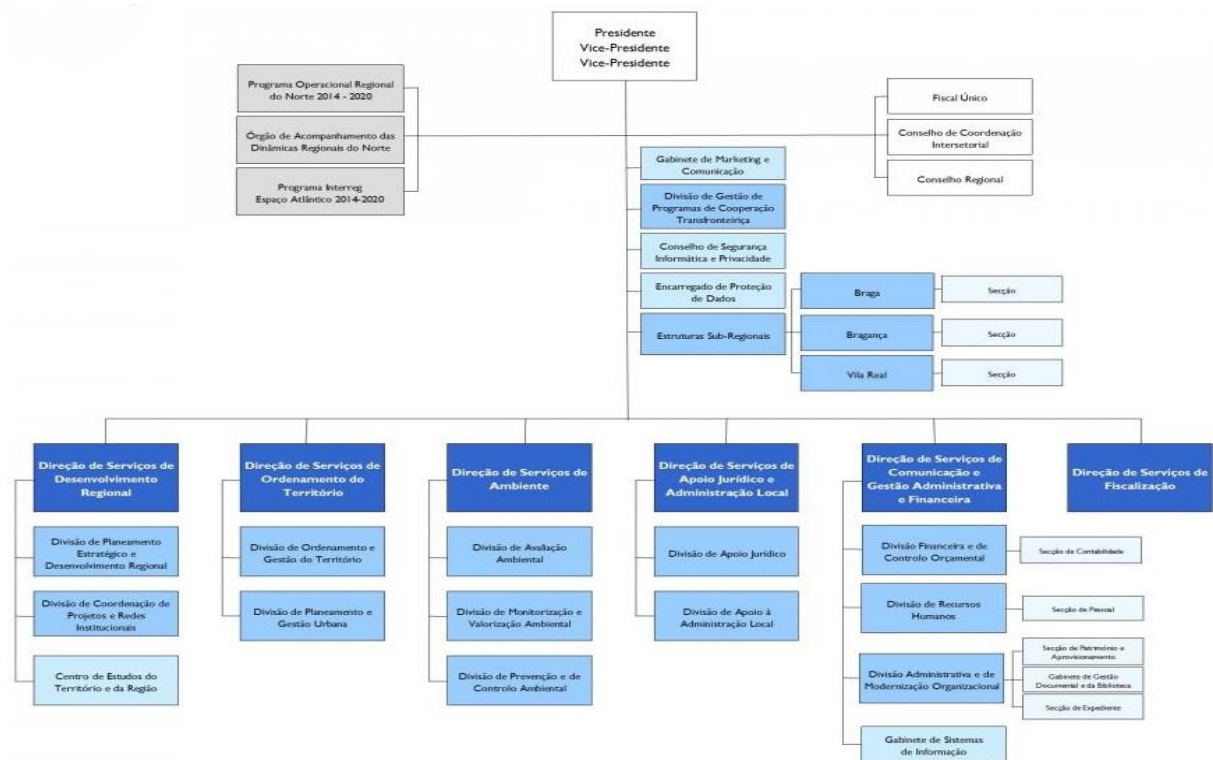 Presidente
Vice-Presidente
Vice-Presidente
Programa Operacional Regional
do Norte 2014 - 2020
Órgão de Acompanhamento das
Dinâmicas Regionais do Norte
Programa Interreg
Espaço Atlântico 2014-2020
Fiscal Único
Conselho de Coordenação
Intersetorial
Conselho Regional
Gabinete de Marketing e
Comunicação
Divisão de Gestão de
Programas de Cooperação
Transfronteiriça
Conselho de Segurança
Informática e Privacidade
Encarregado de Proteção
de Dados
Estruturas Sub-Regionais
Braga
Secção
Bragança
Secção
Vila Real
Secção
Direção de Serviços de
Desenvolvimento
Regional
Divisão de Planeamento
Estratégico e
Desenvolvimento Regional
Divisão de Coordenação de
Projetos e Redes
Institucionais
Centro de Estudos do
Território e da Região
Direção de Serviços de
Ordenamento do
Território
Divisão de Ordenamento e
Gestão do Território
Divisão de Planeamento e
Gestão Urbana
Direção de Serviços de
Ambiente
Divisão de Avaliação
Ambiental
Divisão de Monitorização e
Valorização Ambiental
Divisão de Prevenção e de
Controlo Ambiental
Direção de Serviços de
Apoio Jurídico e
Administração Local
Divisão de Apoio Jurídico
Divisão de Apoio à
Administração Local
Direção de Serviços de
Comunicação e
Gestão Administrativa
e Financeira
Divisão Financeira e de
Controlo Orçamental
Secção de Contabilidade
Divisão de Recursos
Humanos
Secção de Pessoal
Divisão Administrativa e de
Modernização Organizacional
Secção de Património e
Aprovisionamento
Gabinete de Gestão
Documental e da Biblioteca
Secção de Expediente
Gabinete de Sistemas
de Informação
Direção de Serviços de
Fiscalização